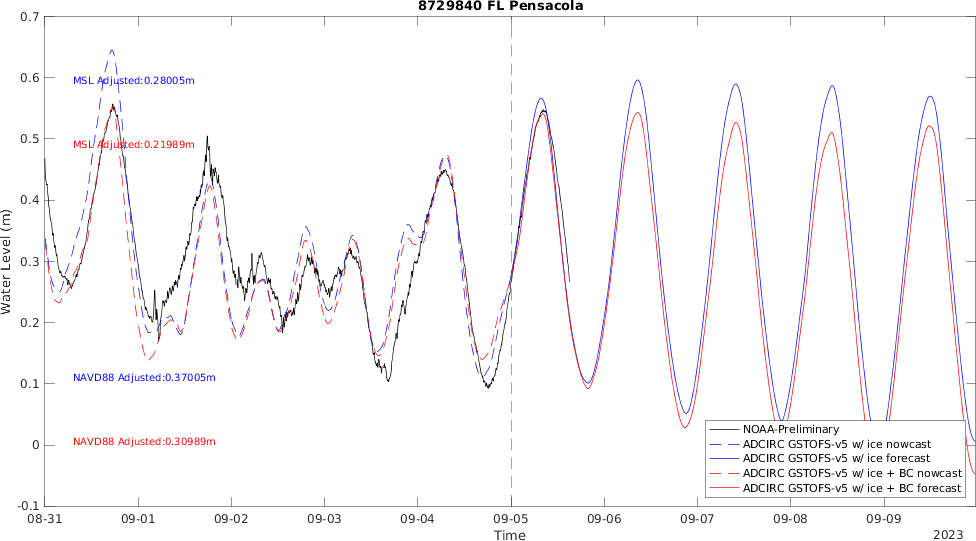 8729840 FL Pensacola
Water Level (m)
0.7
0.6
0.5
0.4
0.3
0.2
0.1
0
-0.1
MSL Adjusted:0.28005m
MSL Adjusted:0.21989m
NAVD88 Adjusted:0.37005m
NAVD88 Adjusted:0.30989m
NOAA-Preliminary
ADCIRC GSTOFS-v5 w/ ice nowcast
ADCIRC GSTOFS-v5 w/ ice forecast
ADCIRC GSTOFS-v5 w/ ice + BC nowcast
ADCIRC GSTOFS-v5 w/ ice + BC forecast
08-31 09-01 09-02 09-03 09-04 09-05 09-06 09-07 09-08 09-09
Time
2023